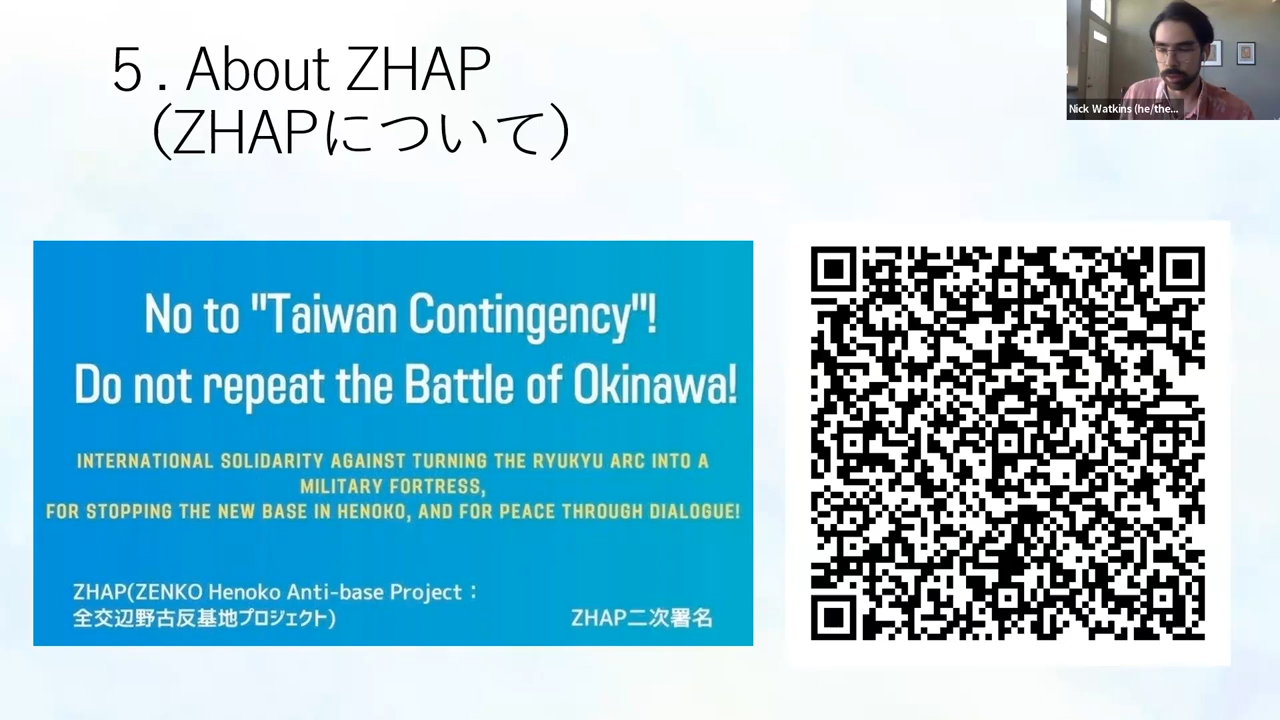 ５. About ZHAP
(ZHAPについて)
Nick Watkins (he/the...
No to "Taiwan Contingency"!
Do not repeat the Battle of Okinawa!
INTERNATIONAL SOLIDARITY AGAINST TURNING THE RYUKYU ARC INTO A
MILITARY FORTRESS,
FOR STOPPING THE NEW BASE IN HENOKO, AND FOR PEACE THROUGH DIALOGUE!
ZHAP(ZENKO Henoko Anti-base Project：
全交辺野古反基地プロジェクト)
ZHAP二次署名